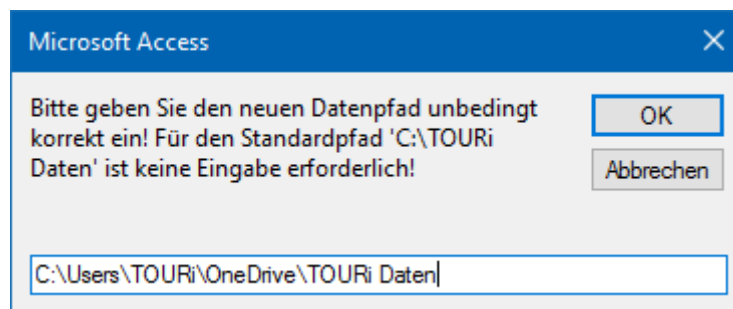 Microsoft Access
Bitte geben Sie den neuen Datenpfad unbedingt
korrekt ein! Für den Standardpfad 'C:\TOURi
Daten' ist keine Eingabe erforderlich!
OK
Abbrechen
C:\Users\TOURi\OneDrive\TOURi Daten